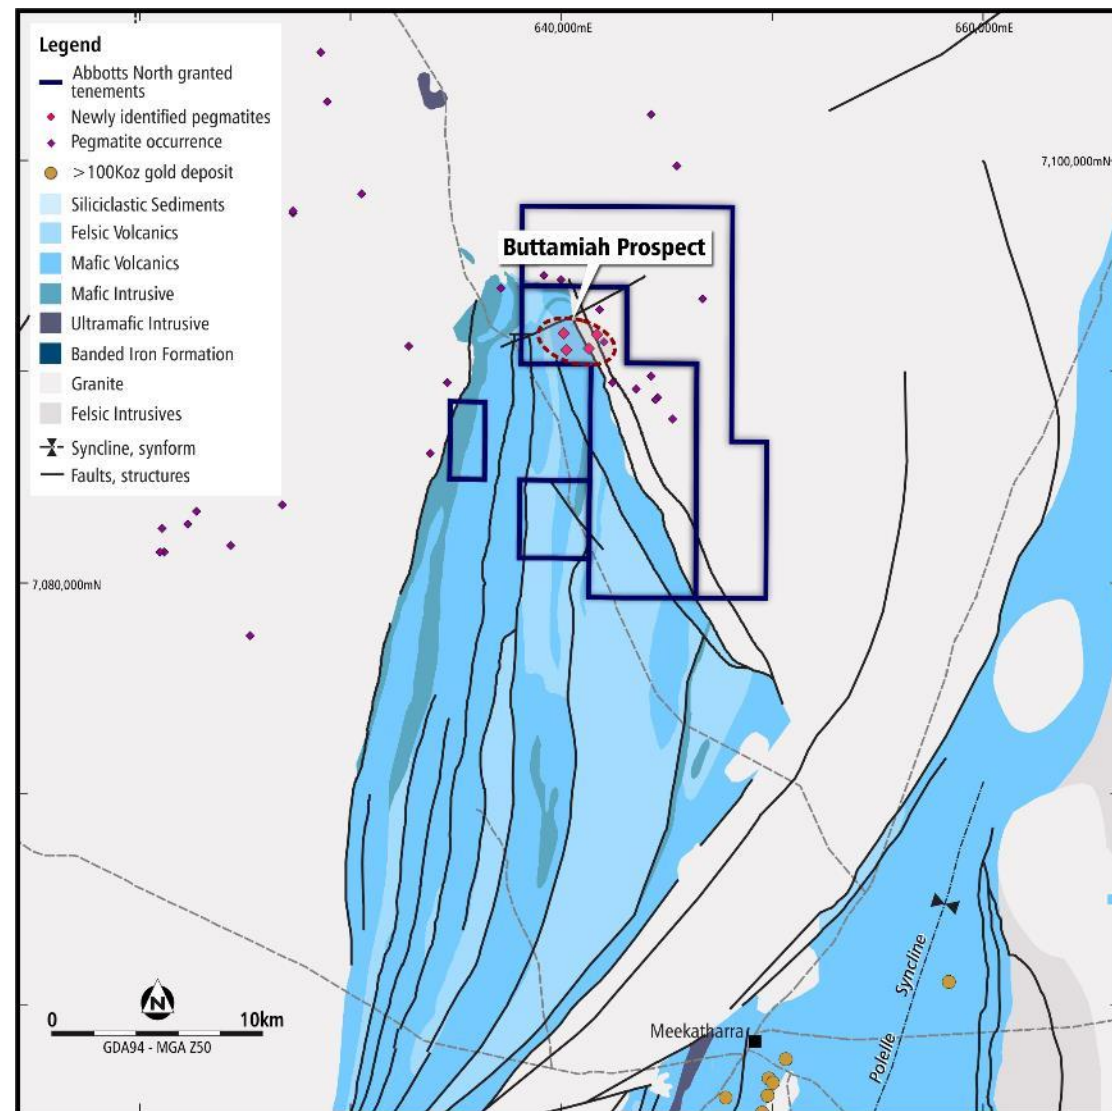 640,000mE
660,000mE
Legend
Abbotts North granted
tenements
Newly identified pegmatites
Pegmatite occurrence
>100Koz gold deposit
Siliciclastic Sediments
Felsic Volcanics
Mafic Volcanics
Mafic Intrusive
Ultramafic Intrusive
Banded Iron Formation
Granite
Felsic Intrusives
Syncline, synform
Faults, structures
7,100,000mN
Buttamiah Prospect
7,080,000mN
N
0 10km
GDA94 - MGA Z50
Meekatharra
Polelle Syncline